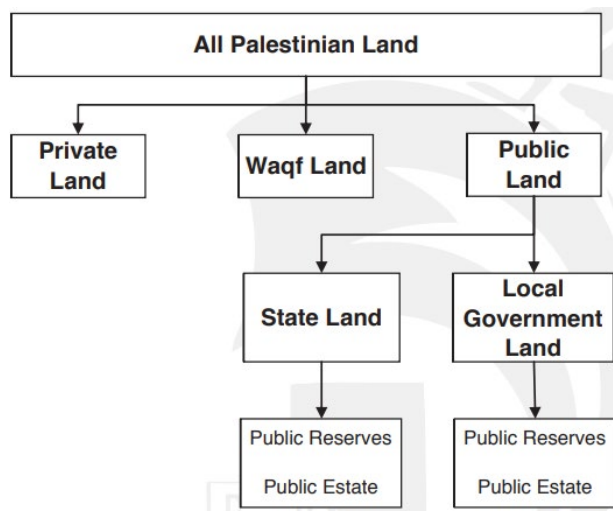 All Palestinian Land
Private
Land
Waqf Land
Public
Land
State Land
Local
Government
Land
Public Reserves
Public Estate
Public Reserves
Public Estate